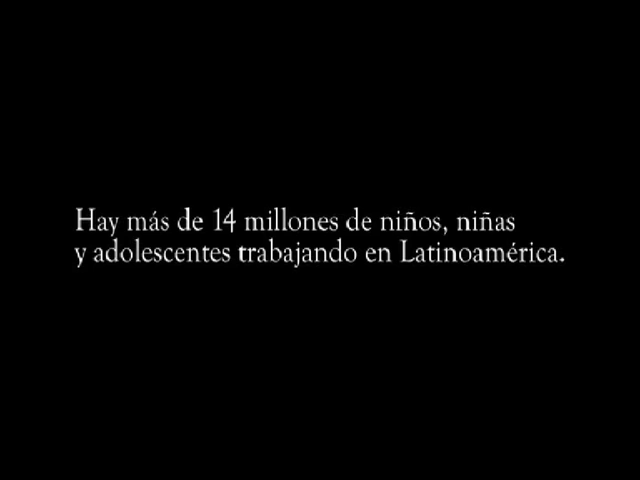 Hay más de 14 millones de niños, niñas
y adolescentes trabajando en Latinoamérica.